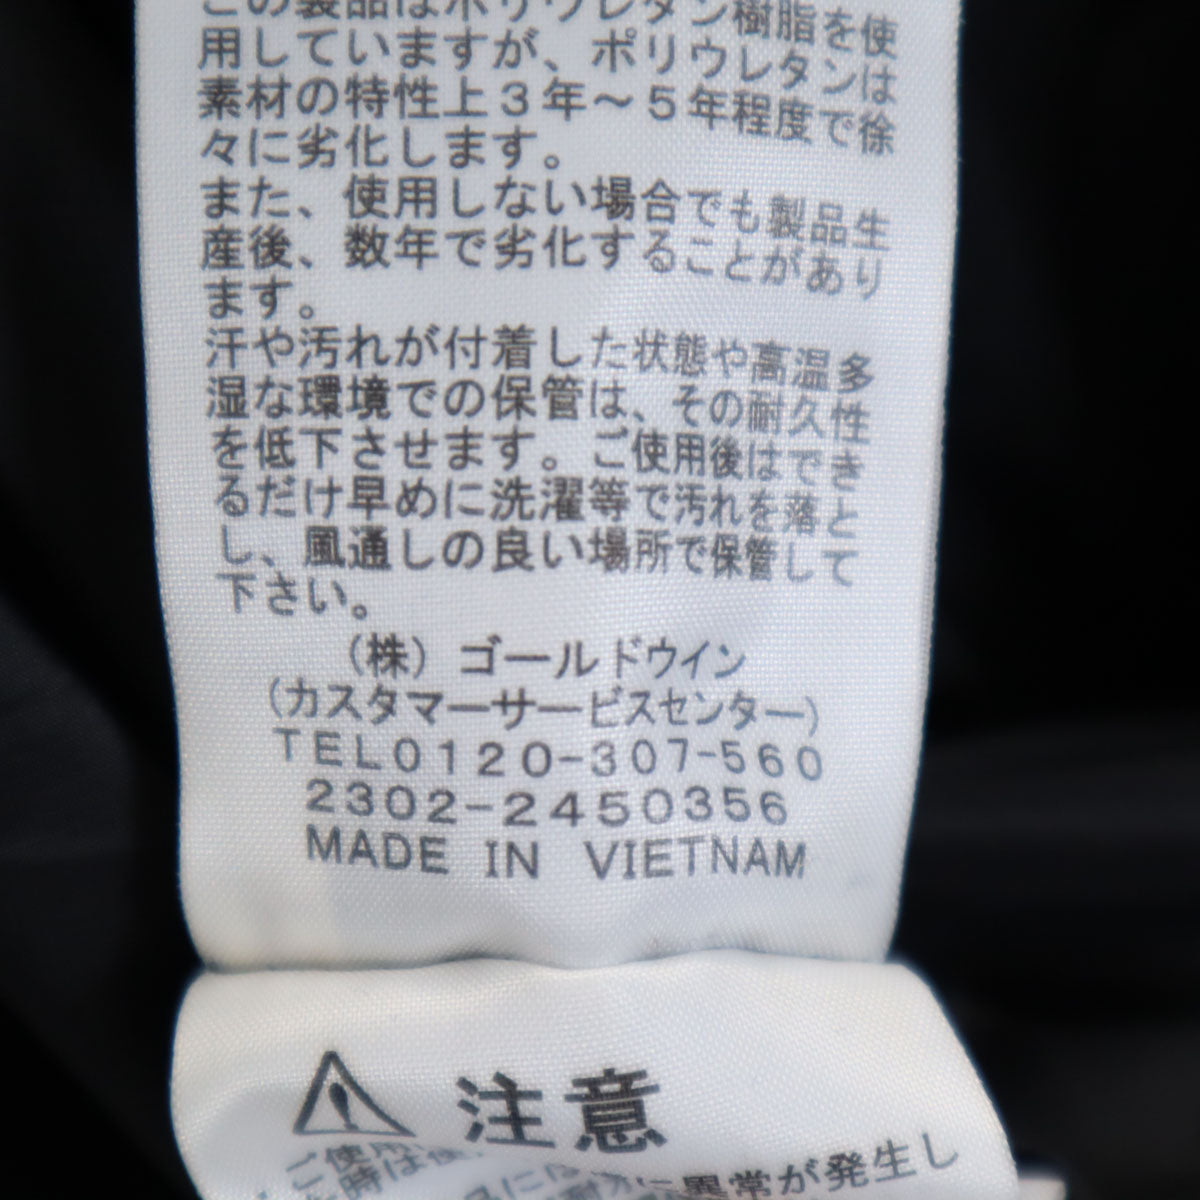 この製品はポリウレタン樹脂を使
用していますが、ポリウレタンは
素材の特性上3年~5年程度で徐
々に劣化します。
また、使用しない場合でも製品生
産後、数年で劣化することがあり
ます。
汗や汚れが付着した状態や高温多
湿な環境での保管は、その耐久性
を低下させます。ご使用後はでき
るだけ早めに洗濯等で汚れを落と
し、風通しの良い場所で保管して
下さい。
(株)ゴールドウイン
(カスタマーサービスセンター)
TEL0120-307-560
2302-2450356
MADE IN VIETNAM
注意
ご使用
異常が発生し